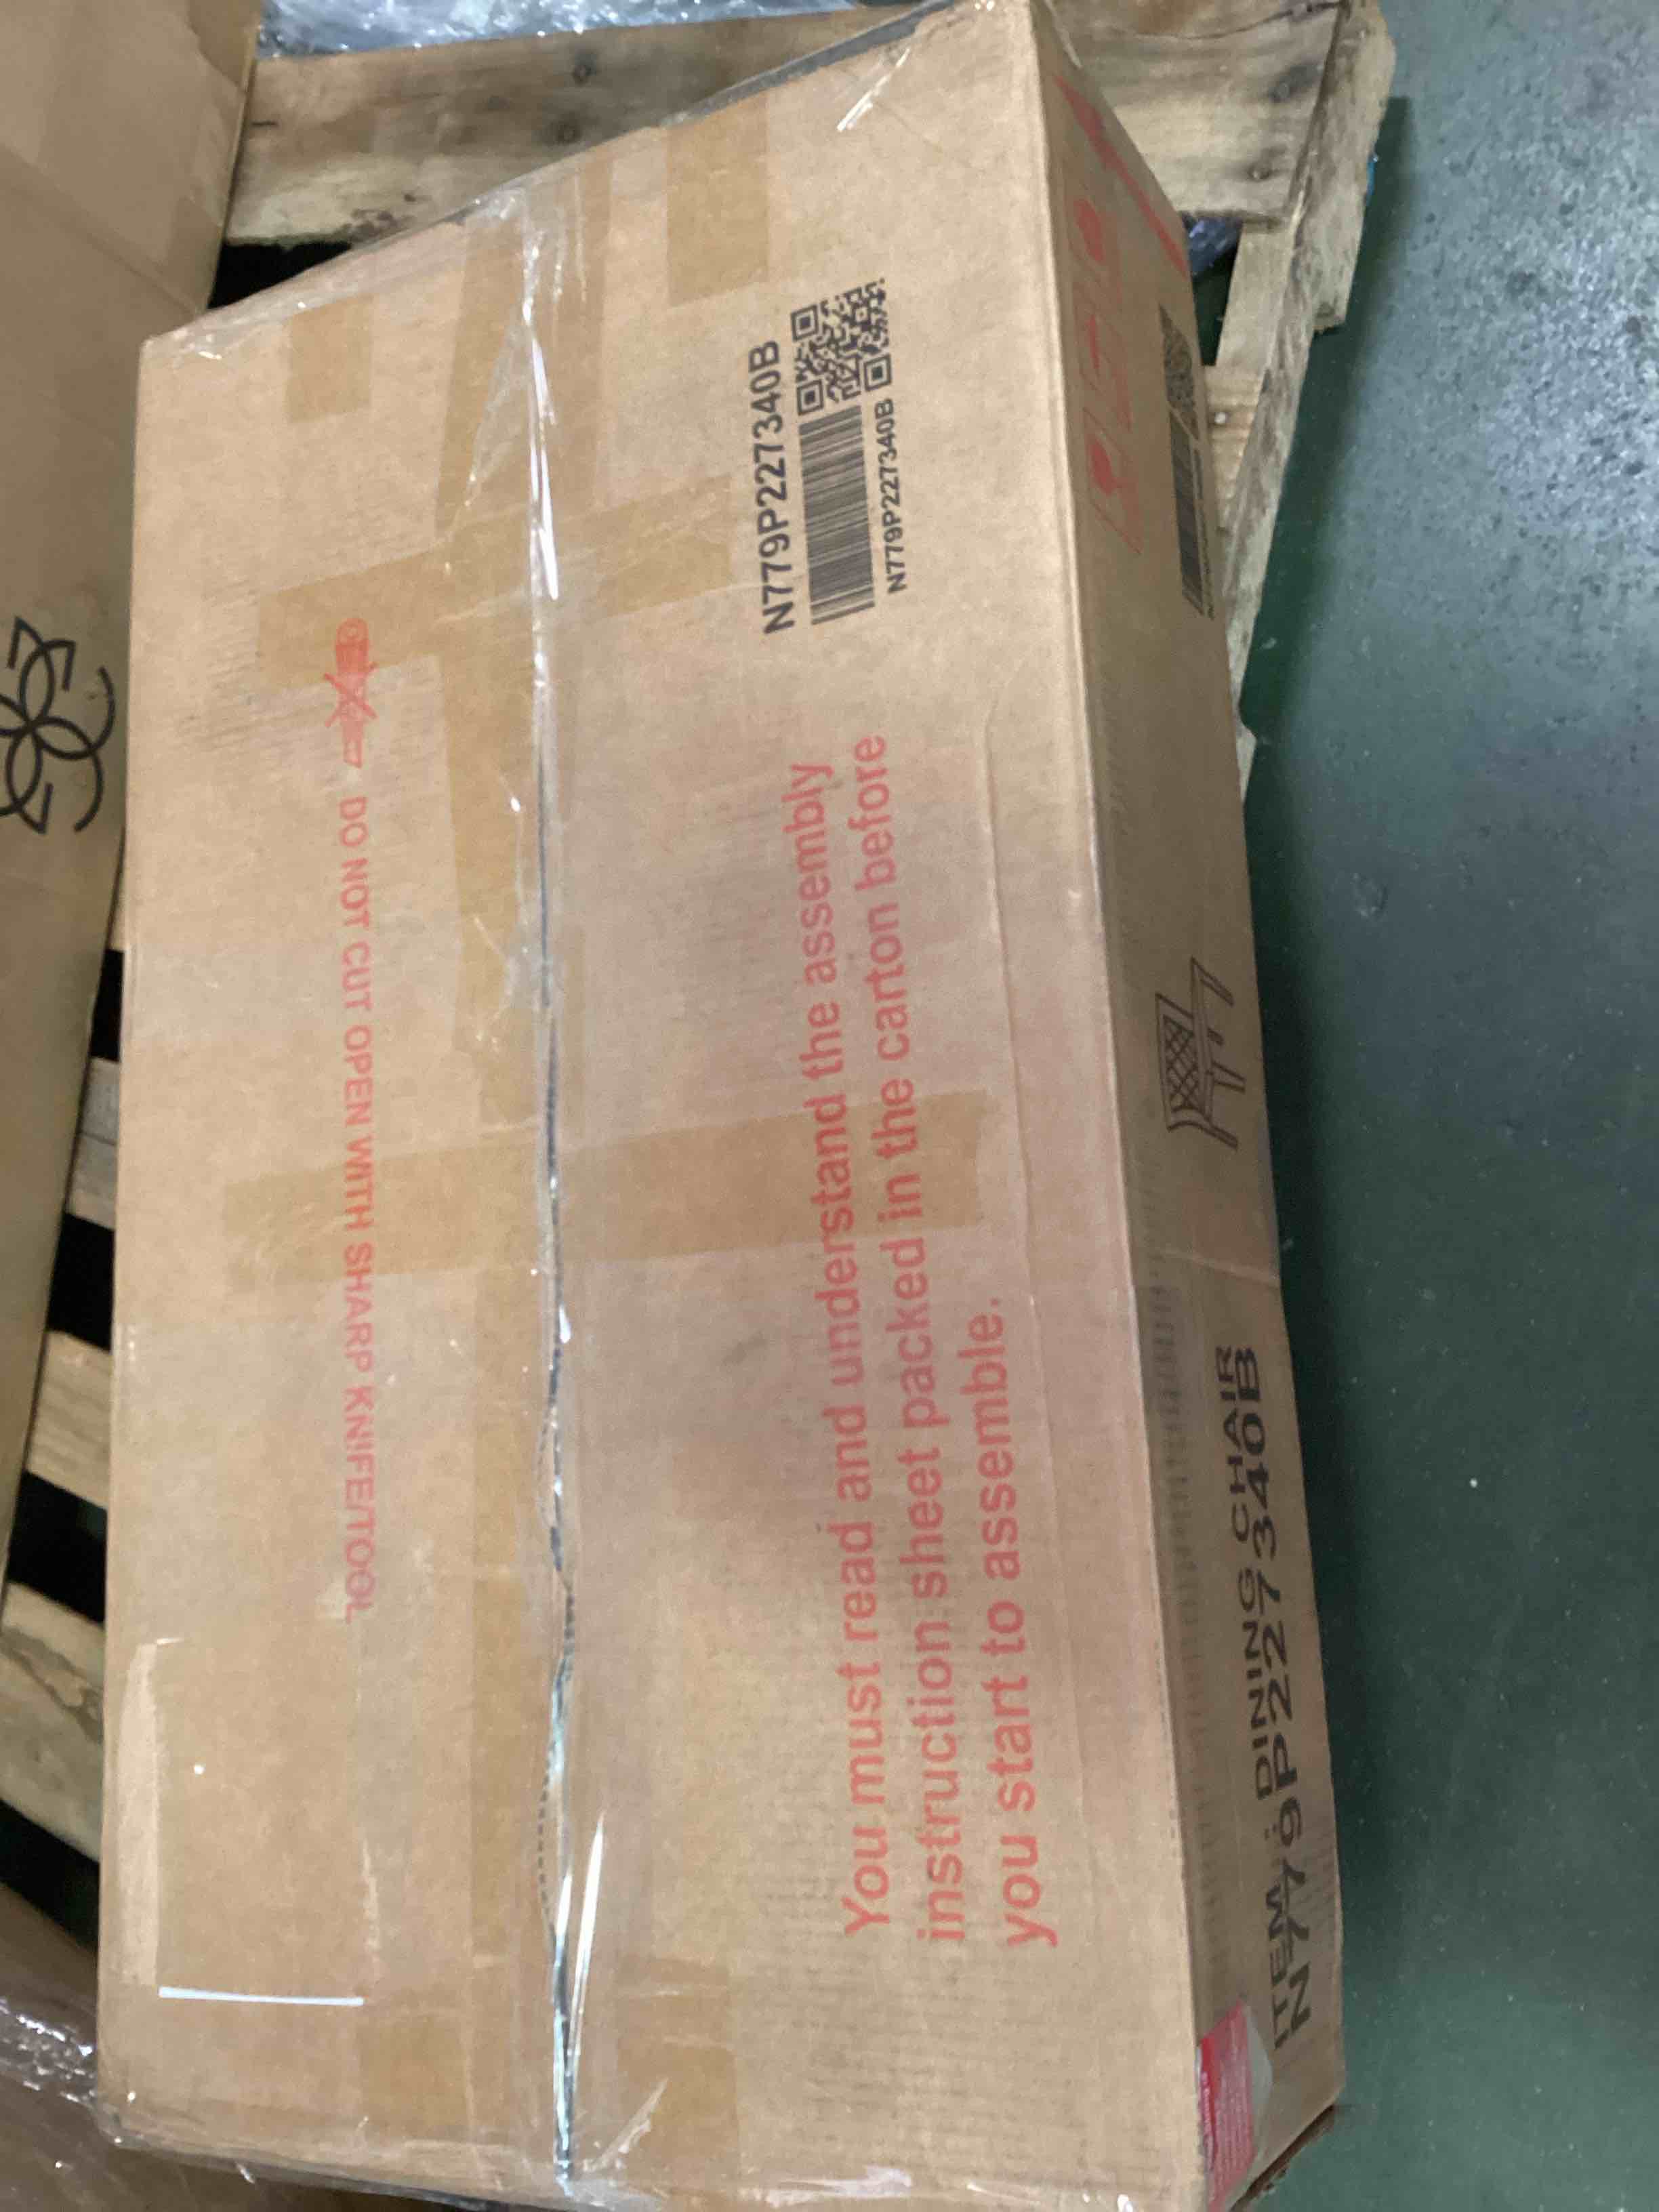 DO NOT CUT OPEN WITH SHARP KNIFE/TOOL
N779P227340B
N779P227340B
You must read and understand the assembly
instruction sheet packed in the carton before
you start to assemble.
ITEM: DINING CHAIR
N779P227340B